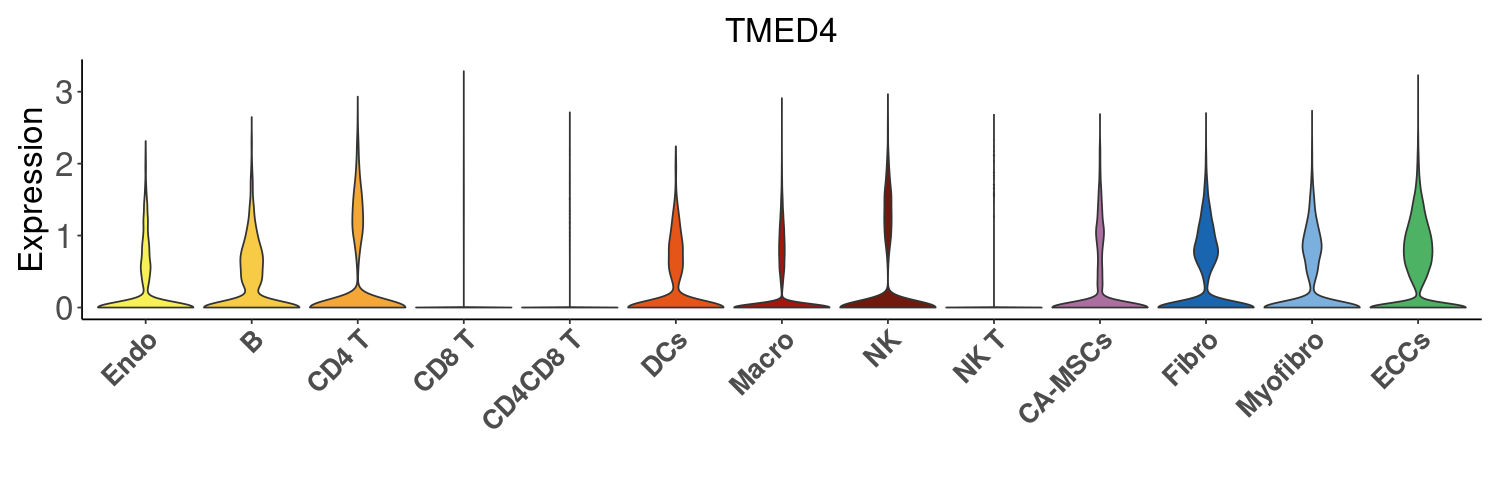 TMED4
Expression
3
2
1
0
Endo
B
CD4 T
CD8 T
CD4CD8 T
DCs
Macro
NK
NK T
CA-MSCs
Fibro
Myofibro
ECCs